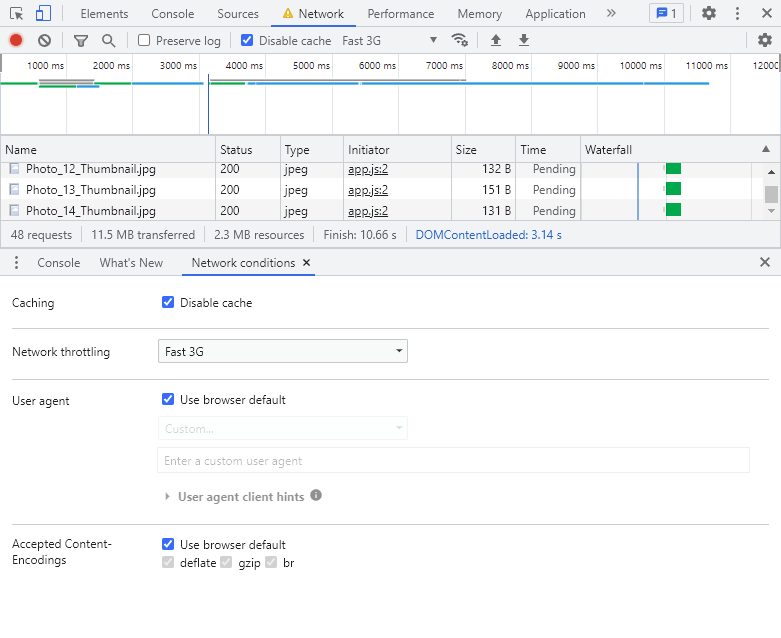 Elements Console Sources Network Performance Memory Application » 1
Preserve log Disable cache Fast 3G
1000 ms 2000 ms 3000 ms 4000 ms 5000 ms 6000 ms 7000 ms 8000 ms 9000 ms 10000 ms 11000 ms 12000
Name Status Type Initiator Size Time Waterfall
Photo_12_Thumbnail.jpg 200 jpeg app.js:2 132 B Pending
Photo_13_Thumbnail.jpg 200 jpeg app.js:2 151 B Pending
Photo_14_Thumbnail.jpg 200 jpeg app.js:2 131 B Pending
48 requests 11.5 MB transferred 2.3 MB resources Finish: 10.66 s DOMContentLoaded: 3.14 s
Console What's New Network conditions
Caching Disable cache
Network throttling Fast 3G
User agent Use browser default
Custom...
Enter a custom user agent
User agent client hints
Accepted Content-
Encodings
Use browser default
deflate gzip br